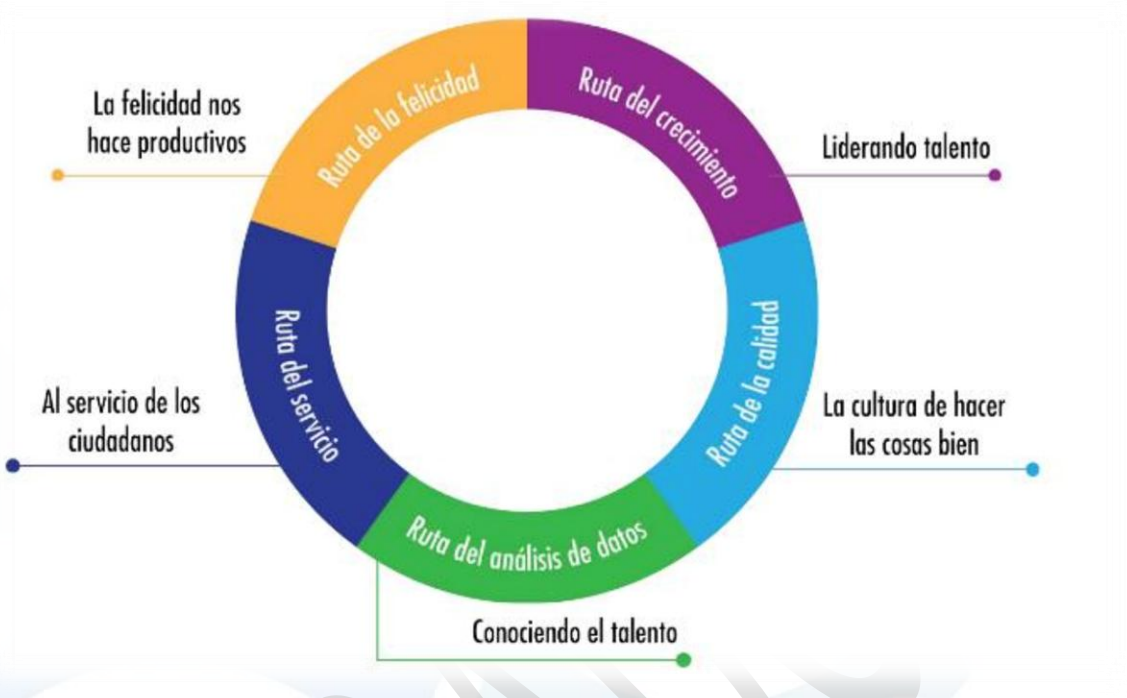 La felicidad nos
hace productivos
Ruta de la felicidad
Ruta del crecimiento
Liderando talento
Ruta del servicio
Al servicio de los
ciudadanos
Ruta de la calidad
La cultura de hacer
las cosas bien
Ruta del análisis de datos
Conociendo el talento